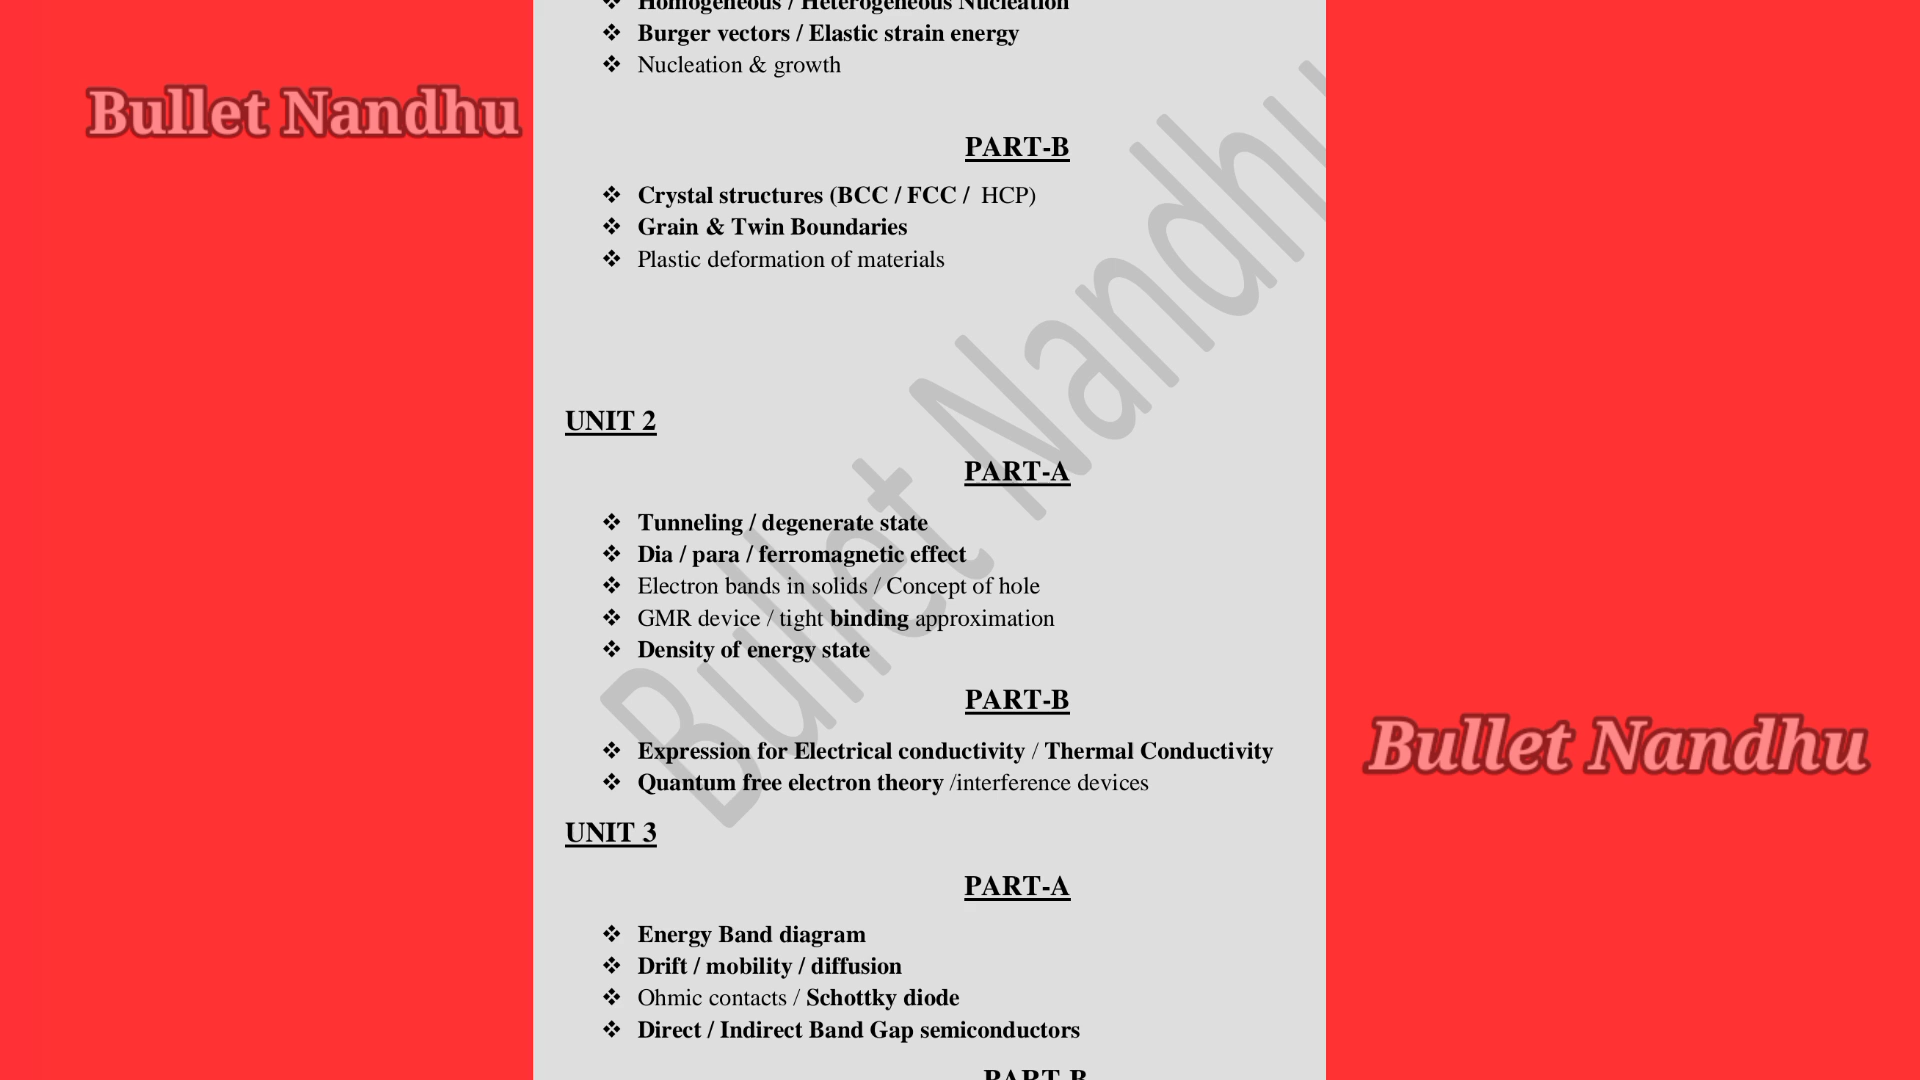 Homogeneous / Heterogeneous Nucleation
❖ Burger vectors / Elastic strain energy
❖ Nucleation & growth
Bullet Nandhu
PART-B
❖ Crystal structures (BCC / FCC / HCP)
❖ Grain & Twin Boundaries
❖ Plastic deformation of materials
Bullet Nandhu
UNIT 2
PART-A
❖ Tunneling / degenerate state
❖ Dia / para / ferromagnetic effect
❖ Electron bands in solids / Concept of hole
❖ GMR device / tight binding approximation
❖ Density of energy state
PART-B
❖ Expression for Electrical conductivity / Thermal Conductivity
❖ Quantum free electron theory /interference devices
Bullet Nandhu
UNIT 3
PART-A
❖ Energy Band diagram
❖ Drift / mobility / diffusion
❖ Ohmic contacts / Schottky diode
❖ Direct / Indirect Band Gap semiconductors
PART-B